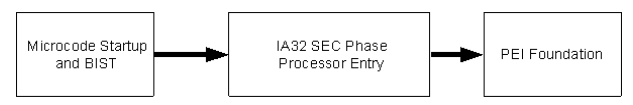 Microcode Startup
and BIST
IA32 SEC Phase
Processor Entry
PEI Foundation